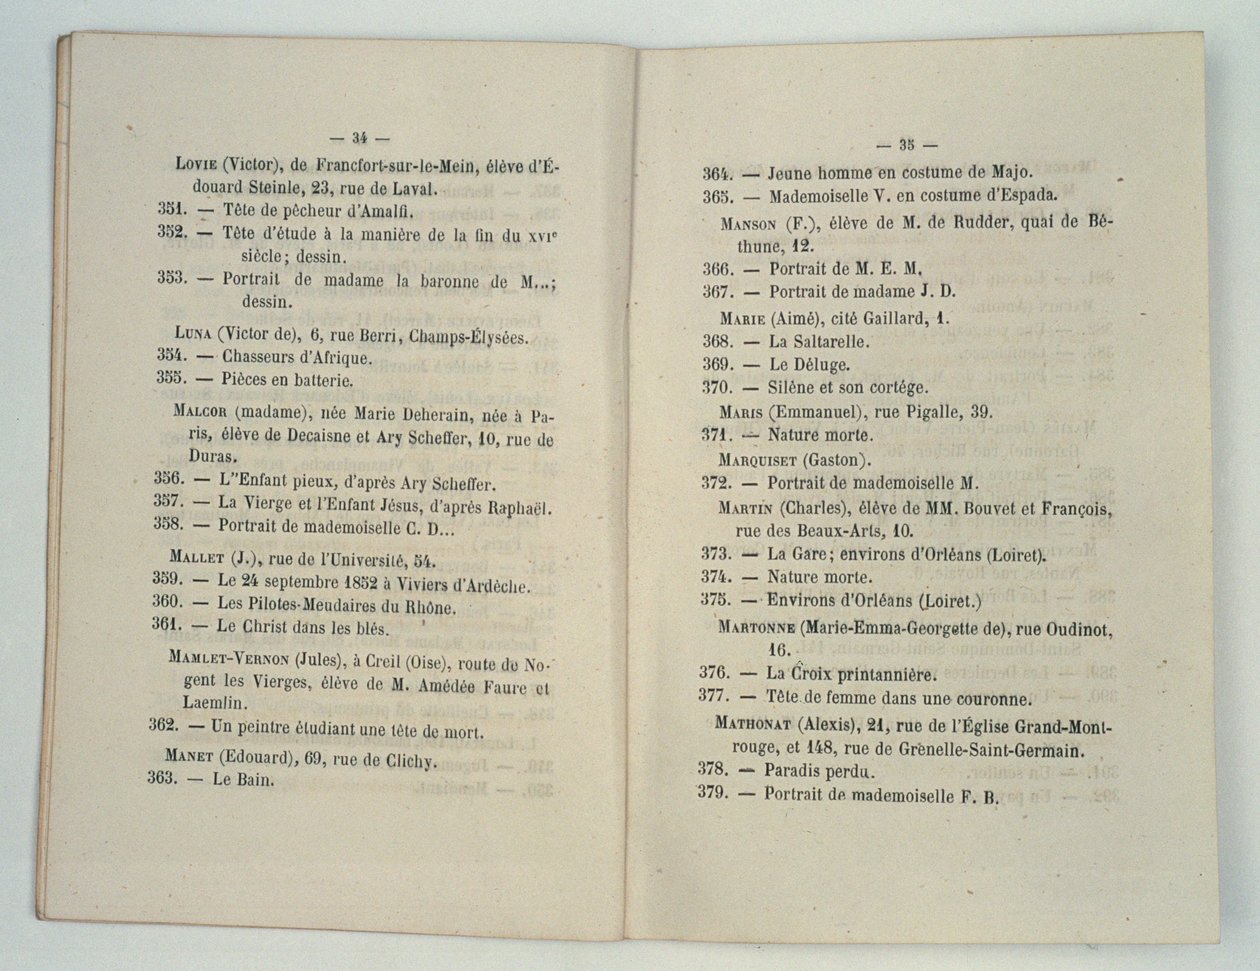 — 34 —
LOVIE (Victor), de Francfort-sur-le-Mein, élève d'É-
douard Steinle, 23, rue de Laval.
351. — Tête de pêcheur d'Amalfi.
352. — Tête d'étude à la manière de la fin du XVIe
siècle; dessin.
353. — Portrait de madame la baronne de M...;
dessin.
LUNA (Victor de), 6, rue Berri, Champs-Élysées.
354. — Chasseurs d'Afrique.
355. — Pièces en batterie.
MALCOR (madame), née Marie Deherain, née à Pa-
ris, élève de Decaisne et Ary Scheffer, 10, rue de
Duras.
356. — L"Enfant pieux, d'après Ary Scheffer.
357. — La Vierge et l'Enfant Jésus, d'après Raphaël.
358. — Portrait de mademoiselle C. D...
MALLET (J.), rue de l'Université, 54.
359. — Le 24 septembre 1852 à Viviers d'Ardèche.
360. — Les Pilotes-Meudaires du Rhône.
361. — Le Christ dans les blés.
MAMLET-VERNON (Jules), à Creil (Oise), route de No-
gent les Vierges, élève de M. Amédée Faure et
Laemlin.
362. — Un peintre étudiant une tête de mort.
MANET (Edouard), 69, rue de Clichy.
363. — Le Bain.
— 35 —
364. — Jeune homme en costume de Majo.
365. — Mademoiselle V. en costume d'Espada.
MANSON (F.), élève de M. de Rudder, quai de Bé-
thune, 12.
366. — Portrait de M. E. M.
367. — Portrait de madame J. D.
MARIE (Aimé), cité Gaillard, 1.
368. — La Saltarelle.
369. — Le Déluge.
370. — Silène et son cortége.
MARIS (Emmanuel), rue Pigalle, 39.
371. — Nature morte.
MARQUISET (Gaston).
372. — Portrait de mademoiselle M.
MARTIN (Charles), élève de MM. Bouvet et François,
rue des Beaux-Arts, 10.
373. — La Gare; environs d'Orléans (Loiret).
374. — Nature morte.
375. — Environs d'Orléans (Loiret.)
MARTONNE (Marie-Emma-Georgette de), rue Oudinot,
16.
376. — La Croix printannière.
377. — Tête de femme dans une couronne.
MATHONAT (Alexis), 21, rue de l'Église Grand-Mont-
rouge, et 148, rue de Grenelle-Saint-Germain.
378. — Paradis perdu.
379. — Portrait de mademoiselle F. B.